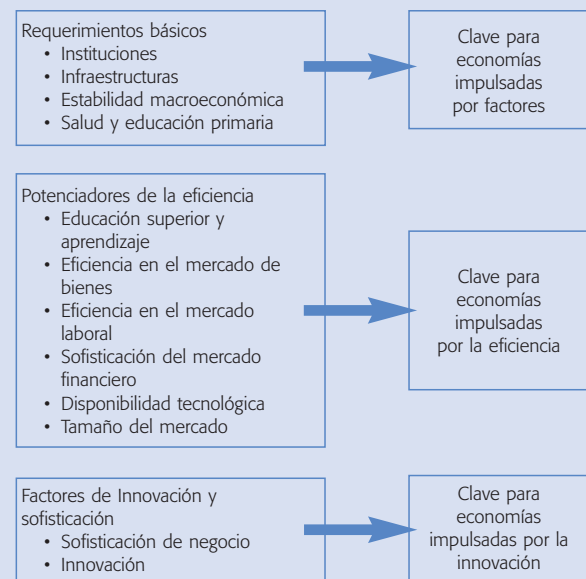 Requerimientos básicos
• Instituciones
• Infraestructuras
• Estabilidad macroeconómica
• Salud y educación primaria
Clave para
economías
impulsadas
por factores
Potenciadores de la eficiencia
• Educación superior y
aprendizaje
• Eficiencia en el mercado de
bienes
• Eficiencia en el mercado
laboral
• Sofisticación del mercado
financiero
• Disponibilidad tecnológica
• Tamaño del mercado
Clave para
economías
impulsadas
por la eficiencia
Factores de Innovación y
sofisticación
• Sofisticación de negocio
• Innovación
Clave para
economías
impulsadas por la
innovación